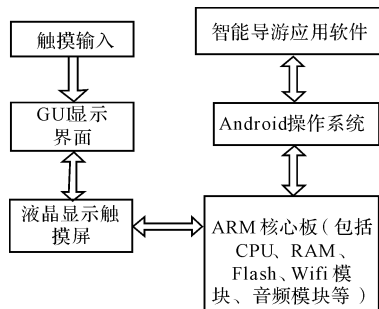 触摸输入
GUI显示
界面
液晶显示触
摸屏
智能导游应用软件
Android操作系统
ARM 核心板（包括
CPU、RAM、
Flash、Wifi 模
块、音频模块等）